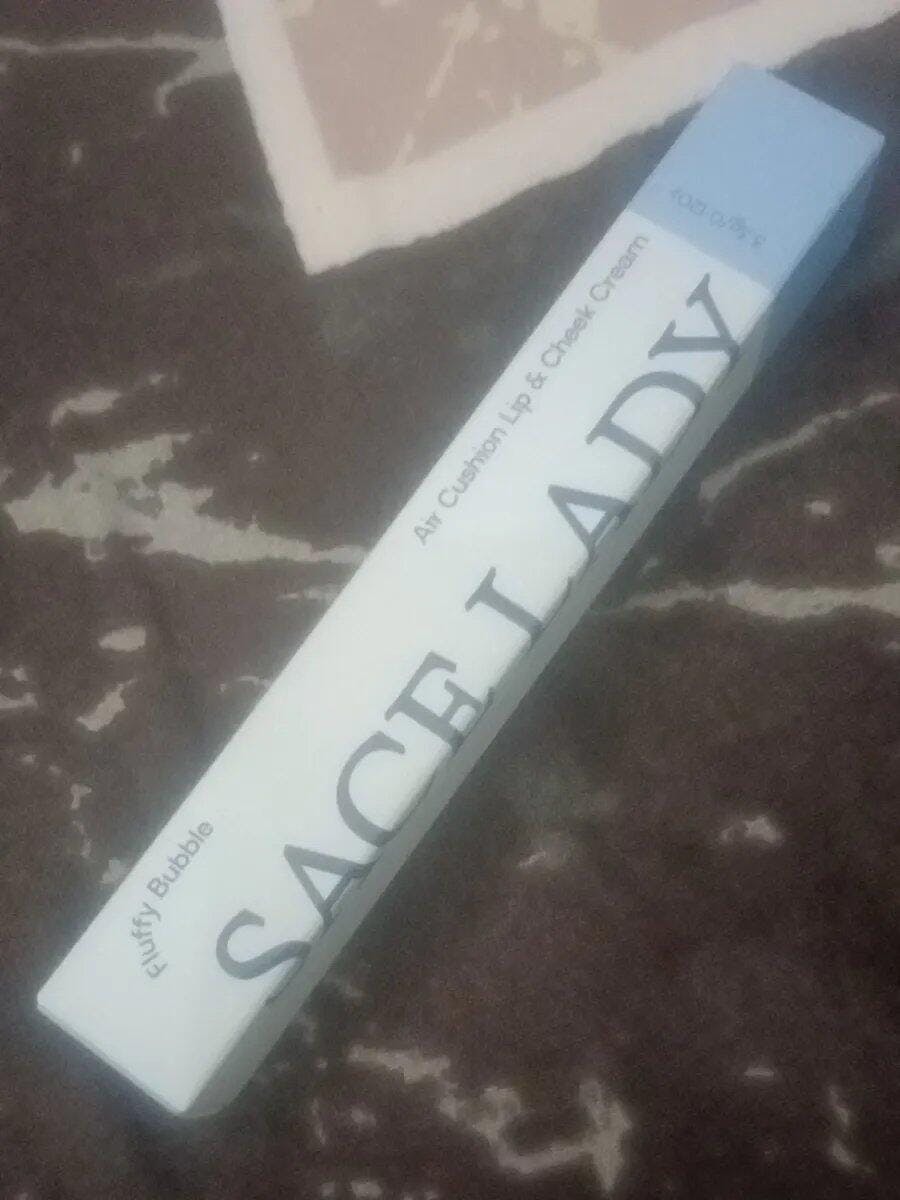 Fluffy Bubble
Air Cushion Lip & Cheek Cream
SACE LADY